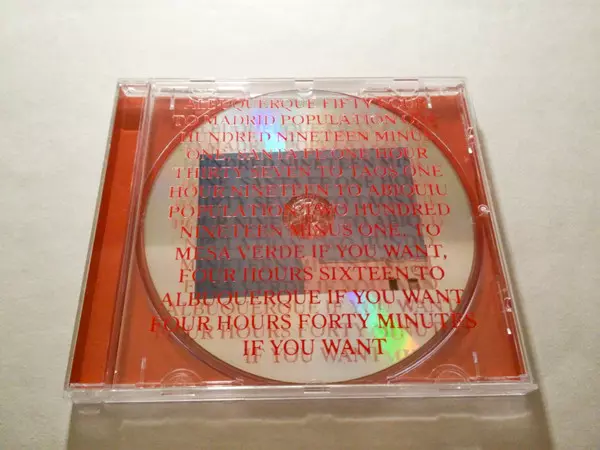 ALBUQUERQUE FIFTY FOUR
TO MADRID POPULATION ONE
HUNDRED NINETEEN MINUS
ONE, SANTA FE ONE HOUR
THIRTY SEVEN TO TAOS ONE
HOUR NINETEEN TO ABIQUIU
POPULATION TWO HUNDRED
NINETEEN MINUS ONE, TO
MESA VERDE IF YOU WANT,
FOUR HOURS SIXTEEN TO
ALBUQUERQUE IF YOU WANT
FOUR HOURS FORTY MINUTES
IF YOU WANT